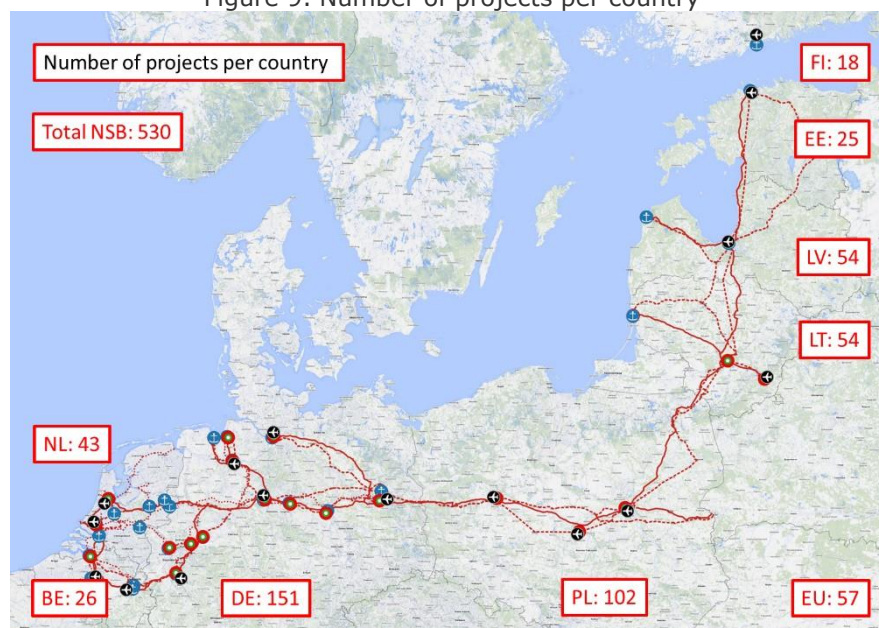 Figure 9: Number of projects per country
Number of projects per country
Total NSB: 530
FI: 18
EE: 25
LV: 54
LT: 54
NL: 43
BE: 26
DE: 151
PL: 102
EU: 57